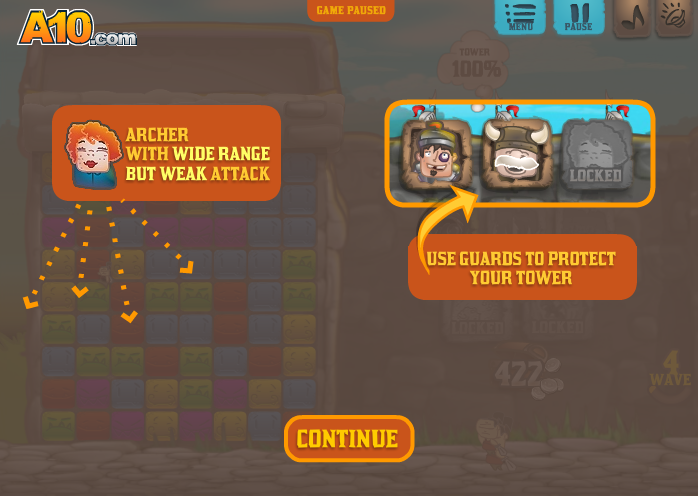 A10.com
GAME PAUSED
MENU
PAUSE
TOWER
100%
ARCHER
WITH WIDE RANGE
BUT WEAK ATTACK
LOCKED
USE GUARDS TO PROTECT
YOUR TOWER
LOCKED LOCKED
422
4
WAVE
CONTINUE